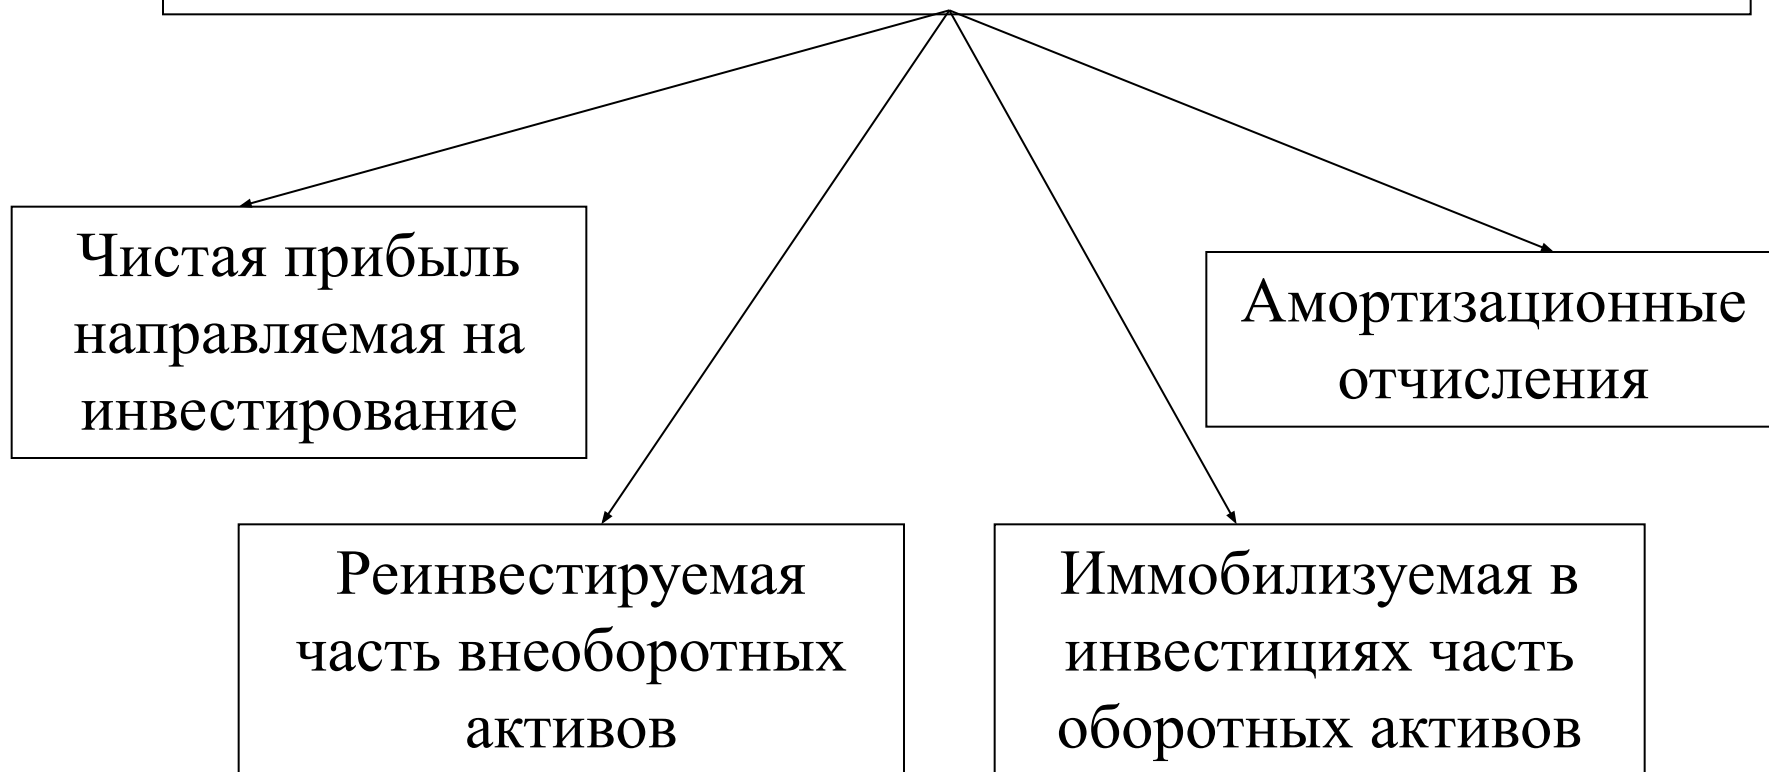 Чистая прибыль
направляемая на
инвестирование
Амортизационные
отчисления
Реинвестируемая
часть внеоборотных
активов
Иммобилизуемая в
инвестициях часть
оборотных активов